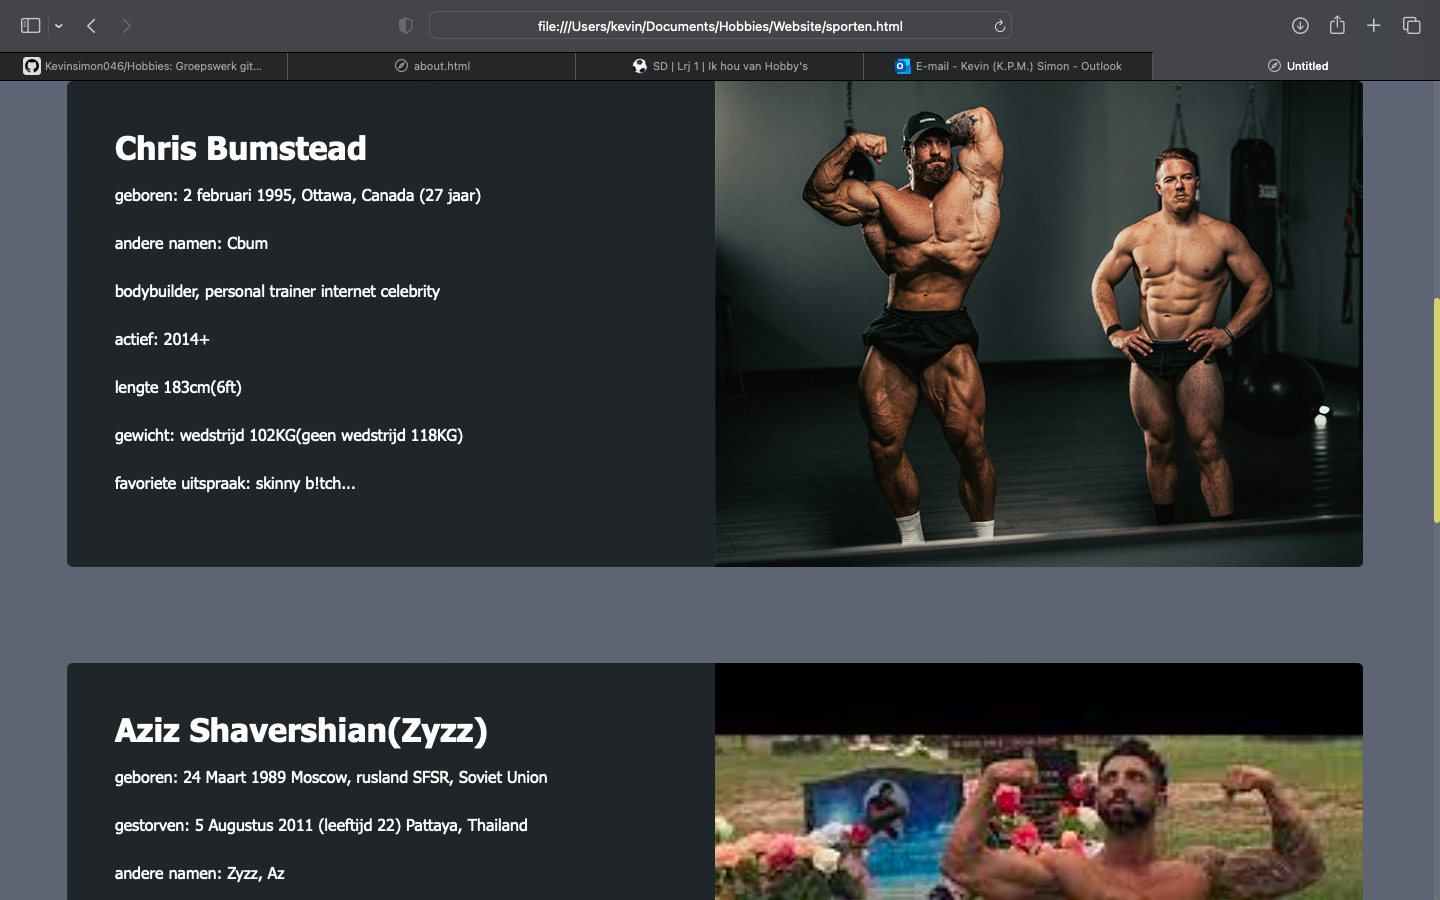 file:///Users/kevin/Documents/Hobbies/Website/sporten.html
Kevinsimon046/Hobbies: Groepswerk git...
about.html
SD | Lrj 1 | Ik hou van Hobby's
E-mail - Kevin (K.P.M.) Simon - Outlook
Untitled
Chris Bumstead
geboren: 2 februari 1995, Ottawa, Canada (27 jaar)
andere namen: Cbum
bodybuilder, personal trainer internet celebrity
actief: 2014+
lengte 183cm(6ft)
gewicht: wedstrijd 102KG(geen wedstrijd 118KG)
favoriete uitspraak: skinny b!tch...
Aziz Shavershian(Zyzz)
geboren: 24 Maart 1989 Moscow, rusland SFSR, Soviet Union
gestorven: 5 Augustus 2011 (leeftijd 22) Pattaya, Thailand
andere namen: Zyzz, Az